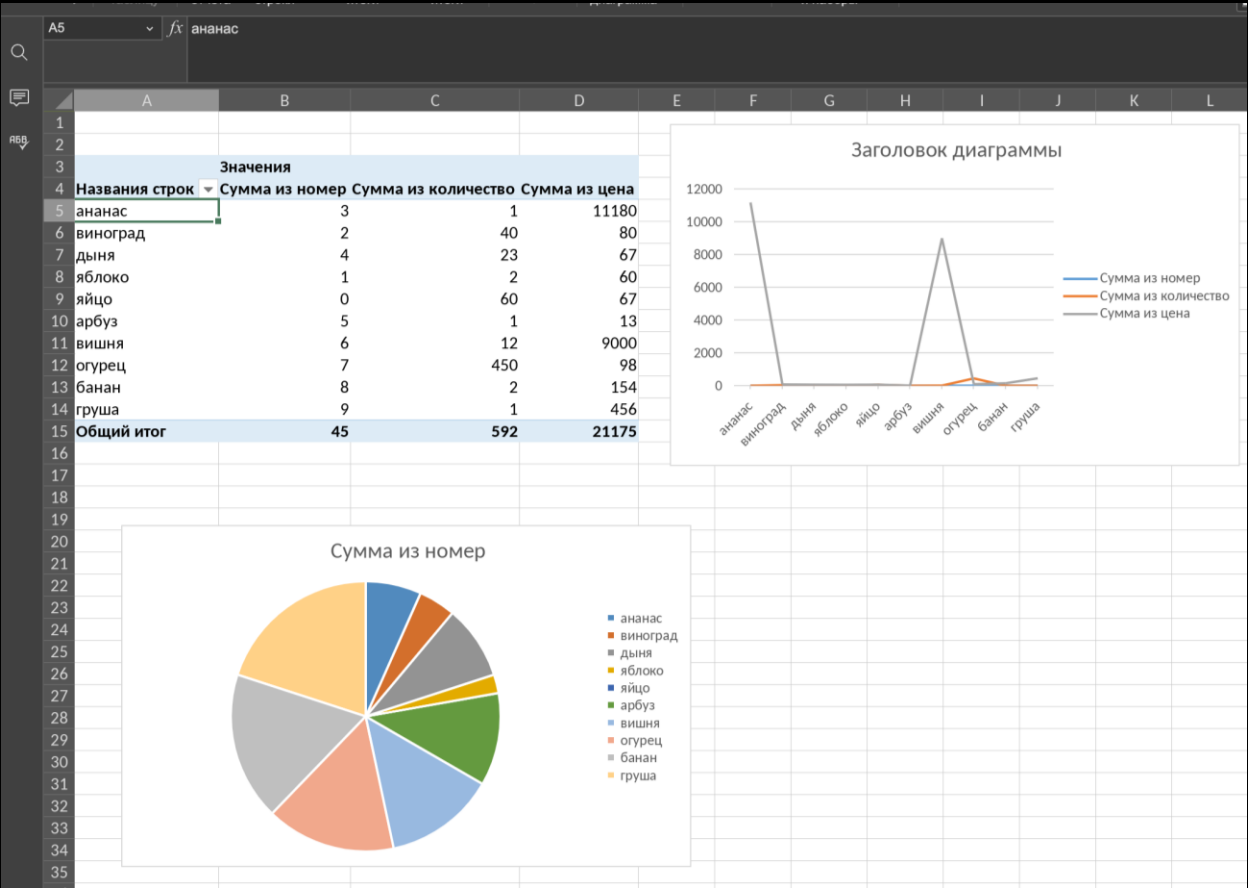 A5 fx ананас
A B C D E F G H I J K L
1
2
3 Значения
4 Названия строк Сумма из номер Сумма из количество Сумма из цена
5 ананас 3 1 11180
6 виноград 2 40 80
7 дыня 4 23 67
8 яблоко 1 2 60
9 яйцо 0 60 67
10 арбуз 5 1 13
11 вишня 6 12 9000
12 огурец 7 450 98
13 банан 8 2 154
14 груша 9 1 456
15 Общий итог 45 592 21175
16
17
18
19
20
21
22
23
24
25
26
27
28
29
30
31
32
33
34
35
Заголовок диаграммы
12000
10000
8000
6000
4000
2000
0
ананас виноград дыня яблоко яйцо арбуз вишня огурец банан груша
Сумма из номер
Сумма из количество
Сумма из цена
Сумма из номер
ананас
виноград
дыня
яблоко
яйцо
арбуз
вишня
огурец
банан
груша